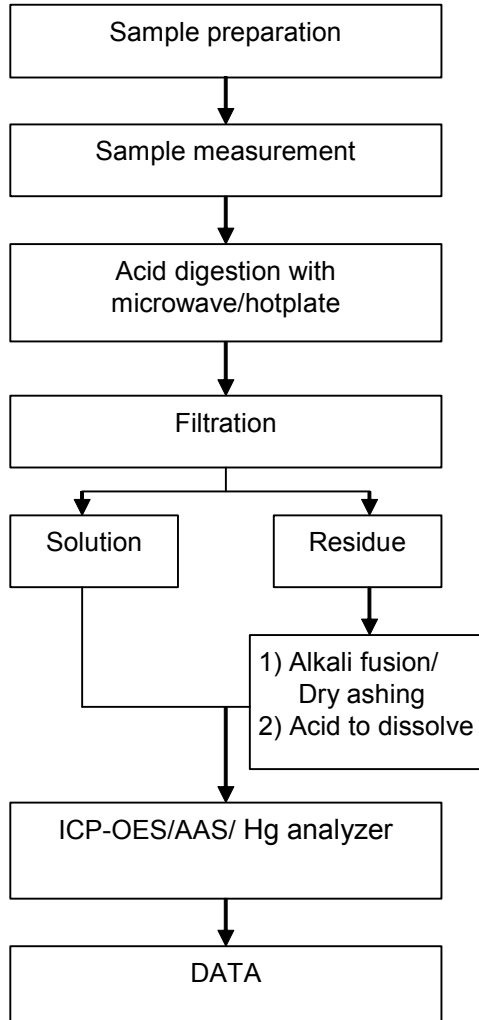 Sample preparation
Sample measurement
Acid digestion with
microwave/hotplate
Filtration
Solution
Residue
1) Alkali fusion/
Dry ashing
2) Acid to dissolve
ICP-OES/AAS/ Hg analyzer
DATA